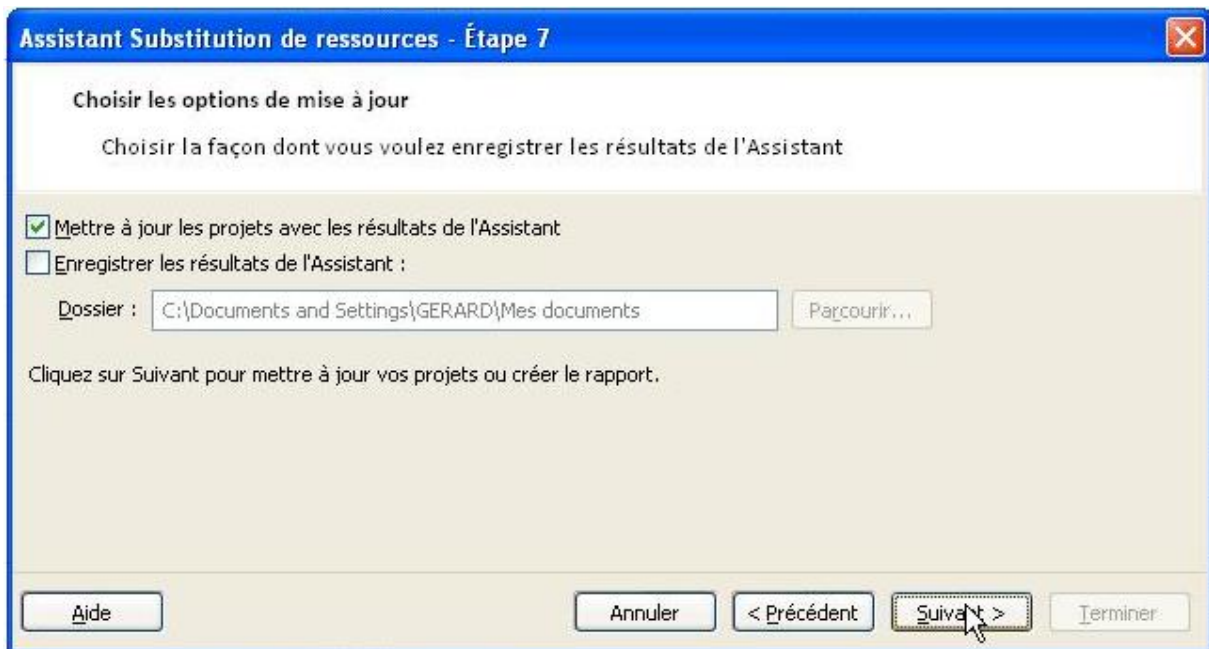 Assistant Substitution de ressources - Étape 7
Choisir les options de mise à jour
Choisir la façon dont vous voulez enregistrer les résultats de l'Assistant
Mettre à jour les projets avec les résultats de l'Assistant
Enregistrer les résultats de l'Assistant :
Dossier : C:\Documents and Settings\GERARD\Mes documents Parcourir...
Cliquez sur Suivant pour mettre à jour vos projets ou créer le rapport.
Aide Annuler < Précédent Suivant > Terminer